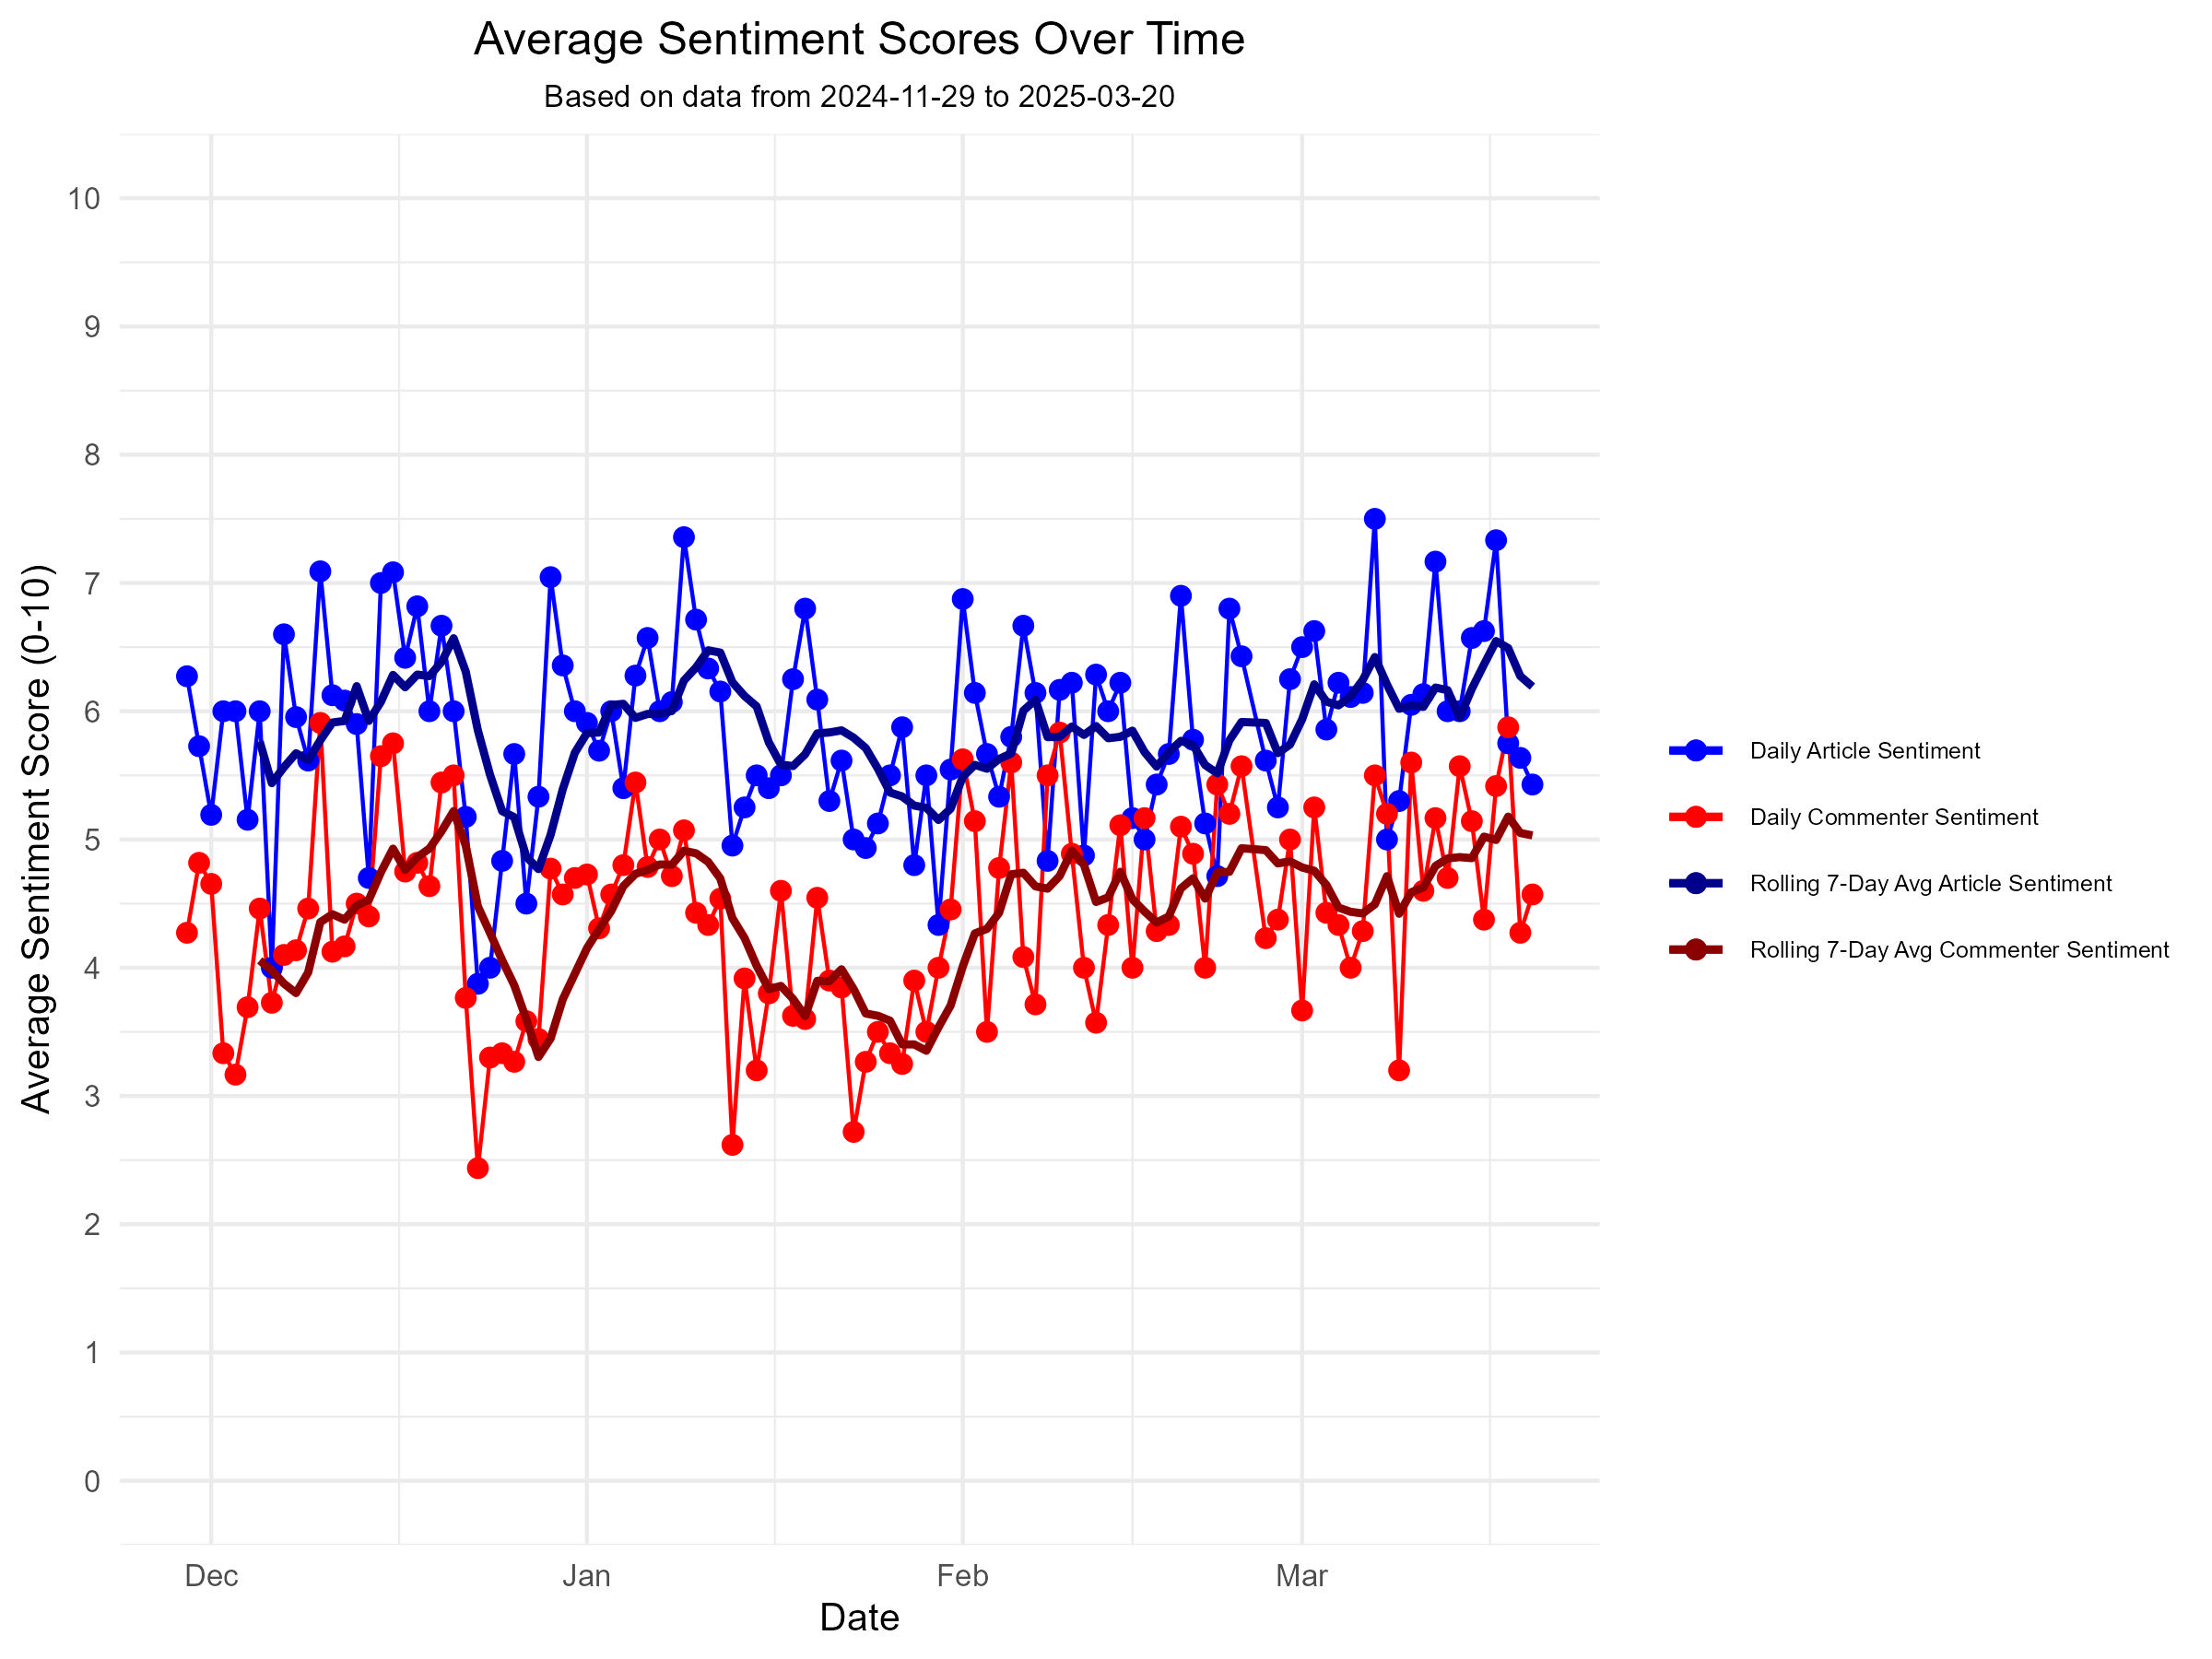 Average Sentiment Scores Over Time
Based on data from 2024-11-29 to 2025-03-20
Average Sentiment Score (0-10)
10
9
8
7
6
5
4
3
2
1
0
Dec
Jan
Feb
Mar
Date
Daily Article Sentiment
Daily Commenter Sentiment
Rolling 7-Day Avg Article Sentiment
Rolling 7-Day Avg Commenter Sentiment